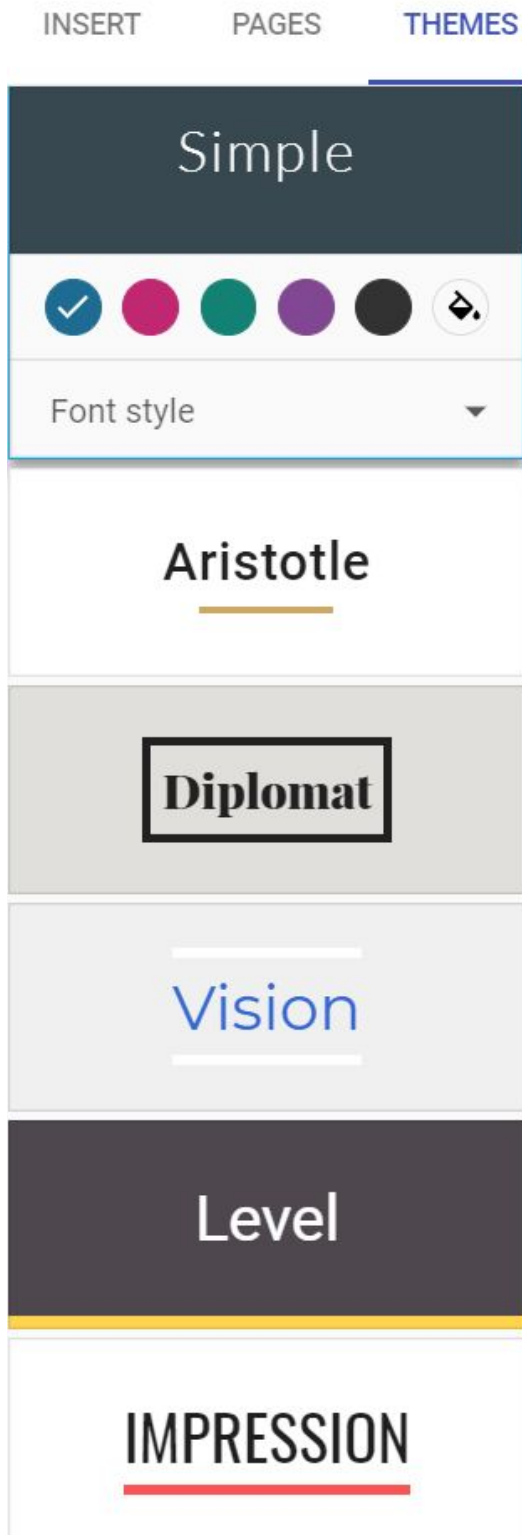 INSERT PAGES THEMES
Simple
Font style
Aristotle
Diplomat
Vision
Level
IMPRESSION